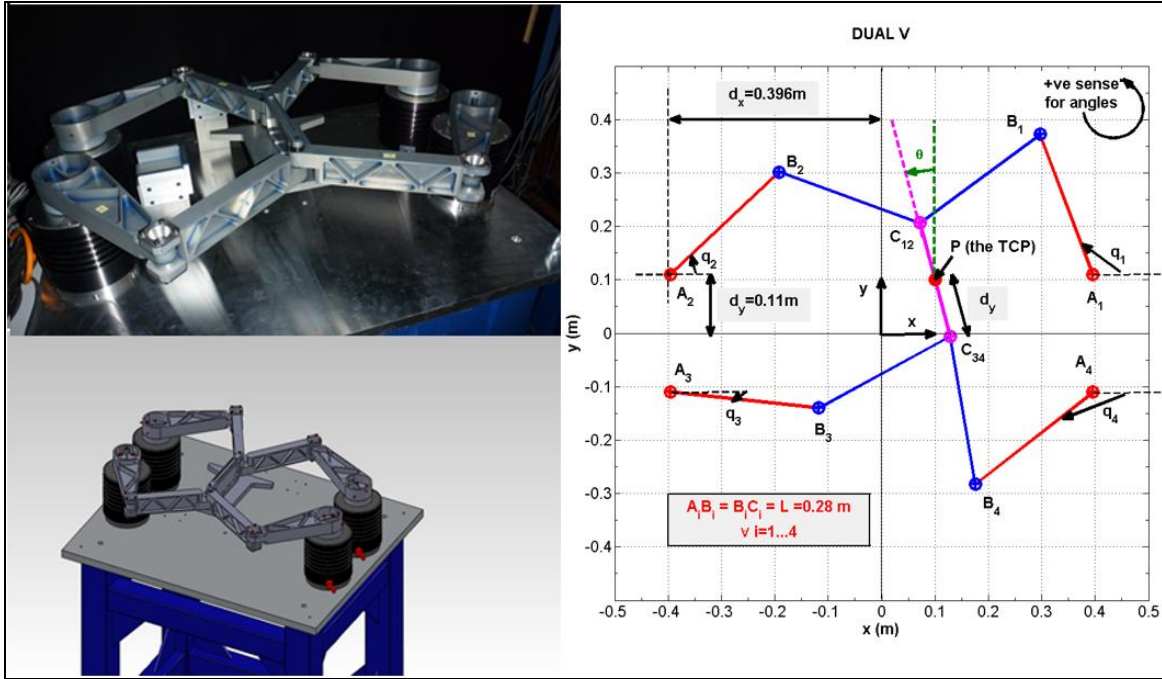 DUAL V
d_x=0.396m
+ve sense
for angles
B_1
B_2
θ
C_12
P (the TCP)
q_2
q_1
A_2
d_y=0.11m
y
d_y
A_1
x
C_34
A_3
A_4
q_3
B_3
q_4
B_4
A_iB_i = B_iC_i = L =0.28 m
∀ i=1...4
0.4
0.3
0.2
0.1
0
-0.1
-0.2
-0.3
-0.4
y (m)
-0.5 -0.4 -0.3 -0.2 -0.1 0 0.1 0.2 0.3 0.4 0.5
x (m)